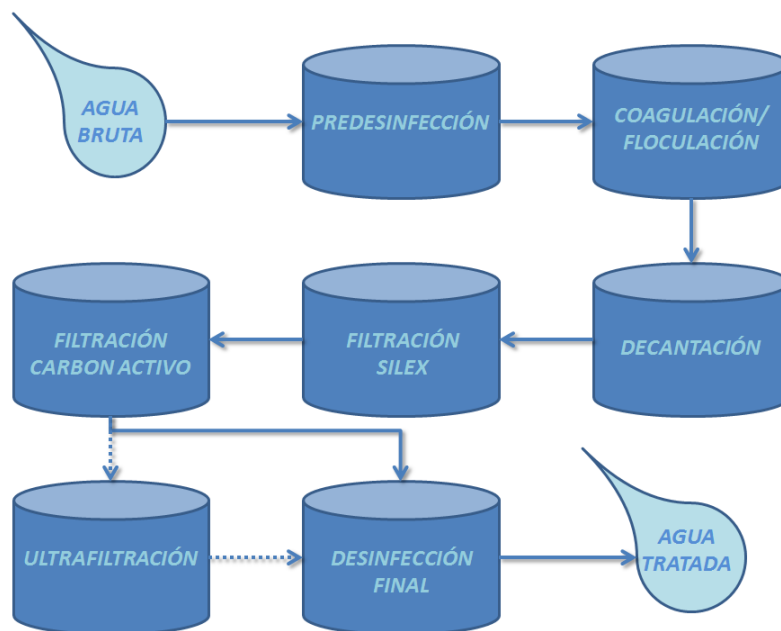 AGUA
BRUTA
PREDESINFECCIÓN
COAGULACIÓN/
FLOCULACIÓN
FILTRACIÓN
CARBON ACTIVO
FILTRACIÓN
SILEX
DECANTACIÓN
ULTRAFILTRACIÓN
DESINFECCIÓN
FINAL
AGUA
TRATADA